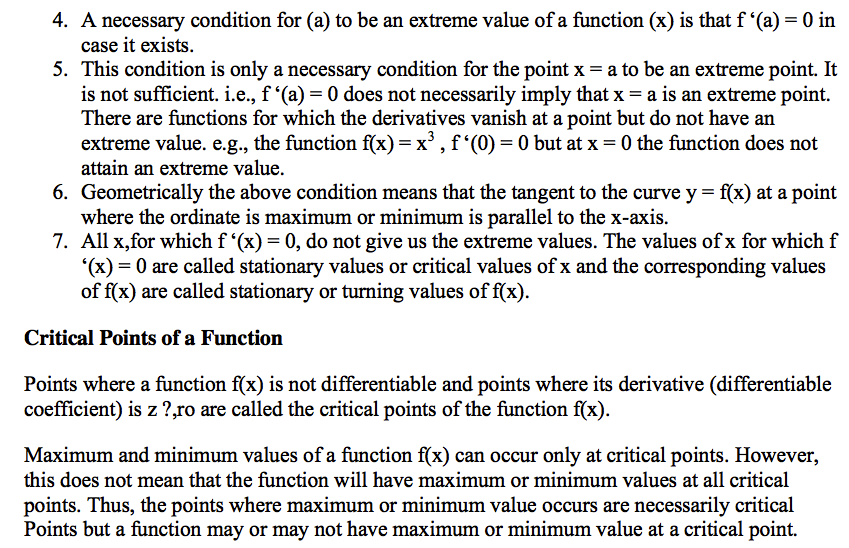 4. A necessary condition for (a) to be an extreme value of a function (x) is that f ‘(a) = 0 in
case it exists.
5. This condition is only a necessary condition for the point x = a to be an extreme point. It
is not sufficient. i.e., f ‘(a) = 0 does not necessarily imply that x = a is an extreme point.
There are functions for which the derivatives vanish at a point but do not have an
extreme value. e.g., the function f(x) = x³ , f ‘(0) = 0 but at x = 0 the function does not
attain an extreme value.
6. Geometrically the above condition means that the tangent to the curve y = f(x) at a point
where the ordinate is maximum or minimum is parallel to the x-axis.
7. All x,for which f ‘(x) = 0, do not give us the extreme values. The values of x for which f
‘(x) = 0 are called stationary values or critical values of x and the corresponding values
of f(x) are called stationary or turning values of f(x).
Critical Points of a Function
Points where a function f(x) is not differentiable and points where its derivative (differentiable
coefficient) is z ?,ro are called the critical points of the function f(x).
Maximum and minimum values of a function f(x) can occur only at critical points. However,
this does not mean that the function will have maximum or minimum values at all critical
points. Thus, the points where maximum or minimum value occurs are necessarily critical
Points but a function may or may not have maximum or minimum value at a critical point.